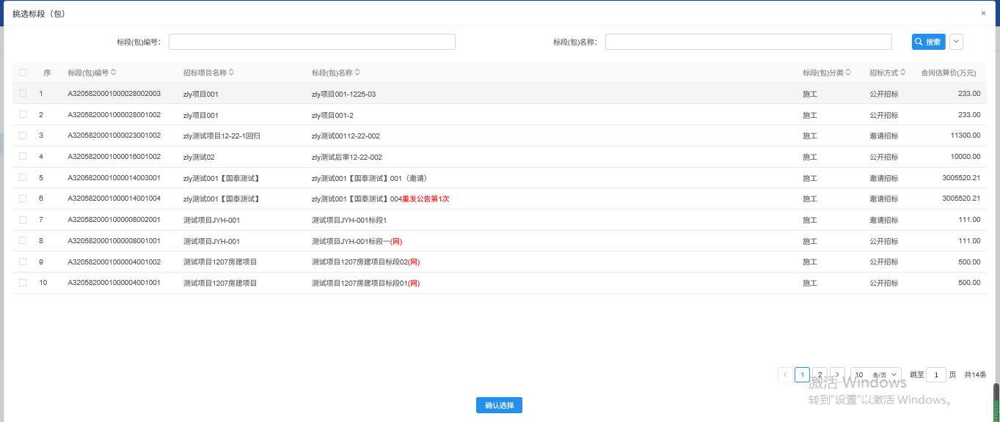 挑选标段（包） ×
标段(包)编号： 标段(包)名称： 搜索
序 标段(包)编号 招标项目名称 标段(包)名称 标段(包)分类 招标方式 合同估算价(万元)
1 A3205820001000028002003 zly项目001 zly项目001-1225-03 施工 公开招标 233.00
2 A3205820001000028001002 zly项目001 zly项目001-2 施工 公开招标 233.00
3 A3205820001000023001002 zly测试项目12-22-1回归 zly测试00112-22-002 施工 邀请招标 11300.00
4 A3205820001000016001002 zly测试02 zly测试后审12-22-002 施工 公开招标 10000.00
5 A3205820001000014003001 zly测试001【国泰测试】 zly测试001【国泰测试】001（邀请） 施工 邀请招标 3005520.21
6 A3205820001000014001004 zly测试001【国泰测试】 zly测试001【国泰测试】004重发公告第1次 施工 邀请招标 3005520.21
7 A3205820001000008002001 测试项目JYH-001 测试项目JYH-001标段1 施工 邀请招标 111.00
8 A3205820001000008001001 测试项目JYH-001 测试项目JYH-001标段一(网) 施工 公开招标 111.00
9 A3205820001000004001002 测试项目1207房建项目 测试项目1207房建项目标段02(网) 施工 公开招标 500.00
10 A3205820001000004001001 测试项目1207房建项目 测试项目1207房建项目标段01(网) 施工 公开招标 500.00
1 2 10 条/页 跳至 1 页 共14条
激活 Windows
转到"设置"以激活 Windows。
确认选择